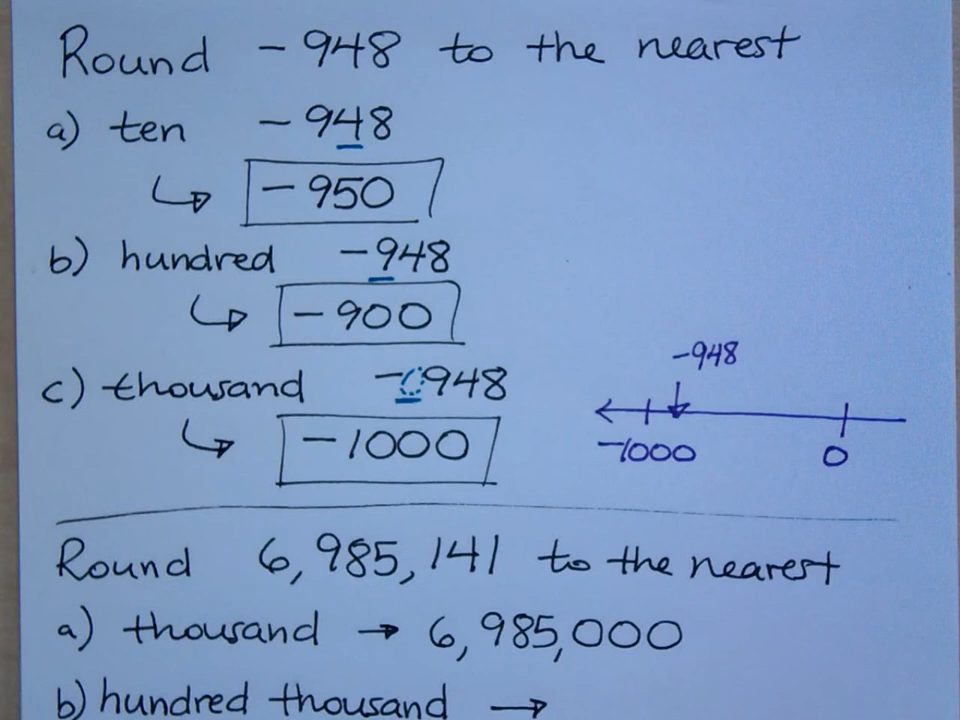 Round -948 to the nearest
a) ten -948
-950
b) hundred -948
-900
c) thousand -0948
-1000
-948
-1000 0
Round 6,985,141 to the nearest
a) thousand → 6,985,000
b) hundred thousand →